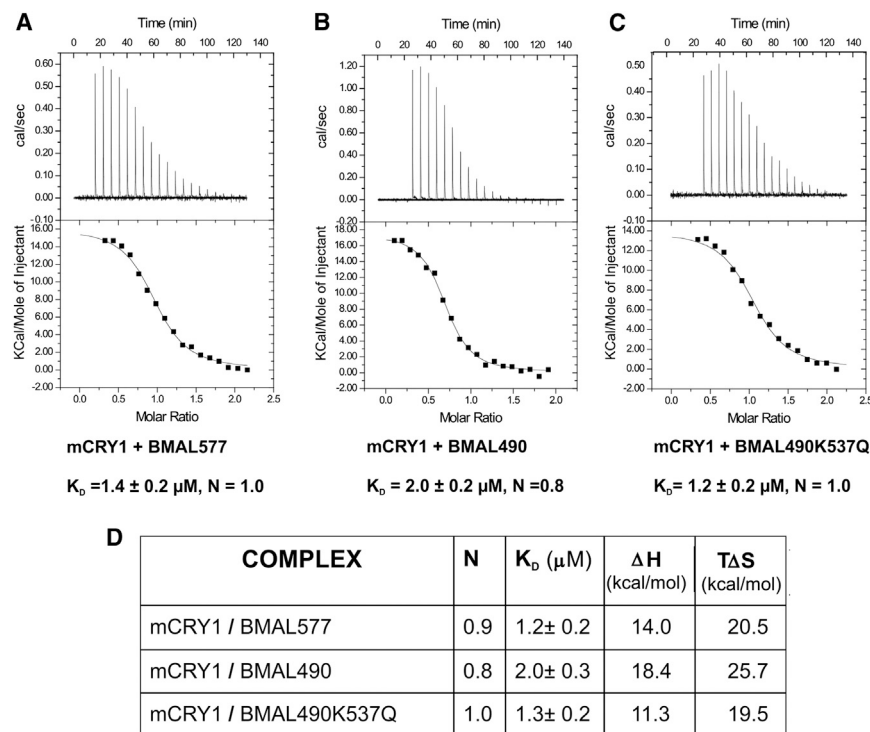 A
Time (min)
0 20 40 60 80 100 120 140
0.60
0.50
0.40
0.30
0.20
0.10
0.00
-0.10
cal/sec
16.00
14.00
12.00
10.00
8.00
6.00
4.00
2.00
0.00
-2.00
KCal/Mole of Injectant
0.0 0.5 1.0 1.5 2.0
Molar Ratio
mCRY1 + BMAL577
K_D =1.4 ± 0.2 µM, N = 1.0
B
Time (min)
0 20 40 60 80 100 120 140
1.20
1.00
0.80
0.60
0.40
0.20
0.00
-0.20
cal/sec
18.00
16.00
14.00
12.00
10.00
8.00
6.00
4.00
2.00
0.00
-2.00
KCal/Mole of Injectant
0.0 0.5 1.0 1.5 2.0
Molar Ratio
mCRY1 + BMAL490
K_D = 2.0 ± 0.2 µM, N =0.8
C
Time (min)
0 20 40 60 80 100 120 140
0.50
0.40
0.30
0.20
0.10
0.00
-0.10
cal/sec
14.00
12.00
10.00
8.00
6.00
4.00
2.00
0.00
-2.00
KCal/Mole of Injectant
0.0 0.5 1.0 1.5 2.0 2.5
Molar Ratio
mCRY1 + BMAL490K537Q
K_D= 1.2 ± 0.2 µM, N = 1.0
D
COMPLEX N K_D (µM) ΔH (kcal/mol) TΔS (kcal/mol)
mCRY1 / BMAL577 0.9 1.2± 0.2 14.0 20.5
mCRY1 / BMAL490 0.8 2.0± 0.3 18.4 25.7
mCRY1 / BMAL490K537Q 1.0 1.3± 0.2 11.3 19.5